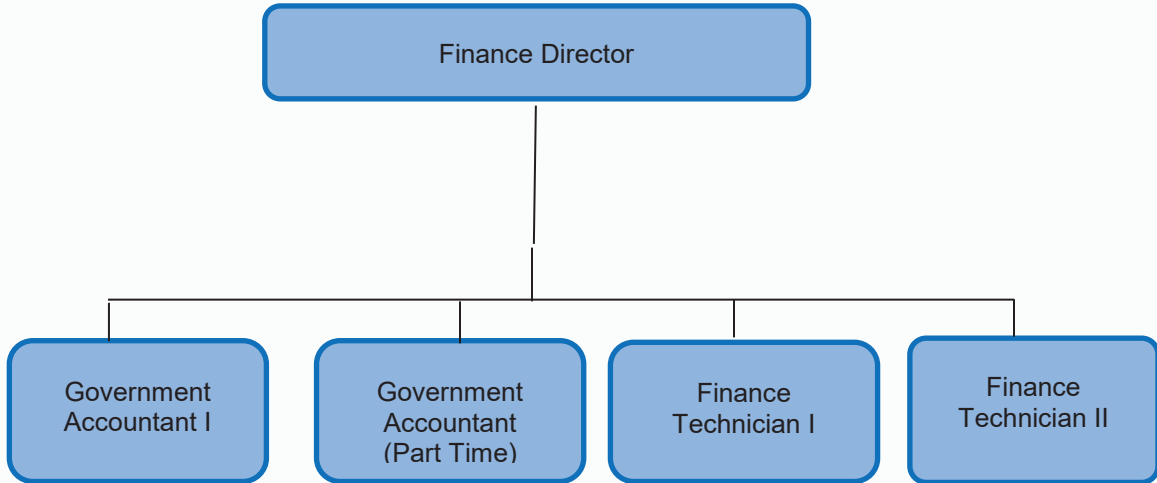 Finance Director
Government
Accountant I
Government
Accountant
(Part Time)
Finance
Technician I
Finance
Technician II